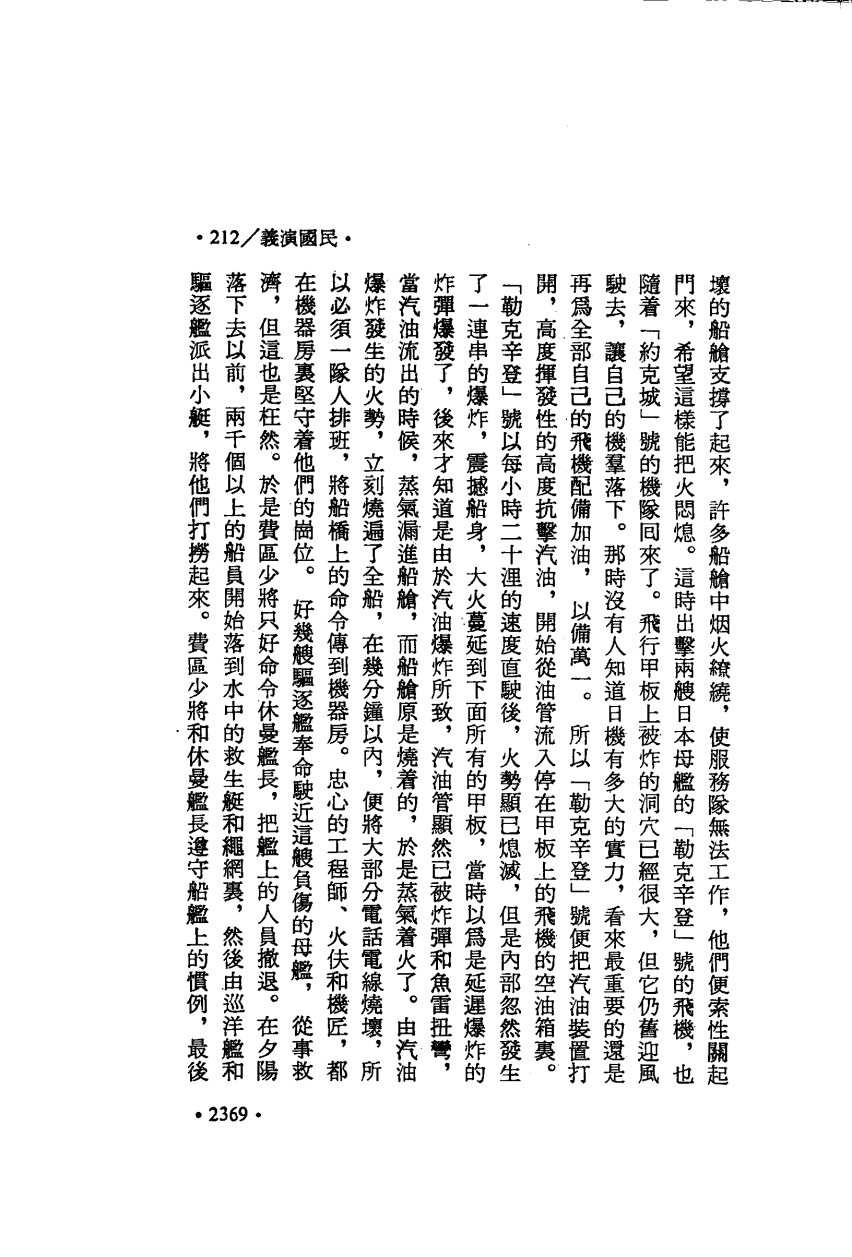 •212／義演國民•
壞的船艙支撐了起來，許多船艙中烟火繚繞，使服務隊無法工作，他們便索性關起
門來，希望這樣能把火悶熄。這時出擊兩艘日本母艦的「勒克辛登」號的飛機，也
隨着「約克城」號的機隊回來了。飛行甲板上被炸的洞穴已經很大，但它仍舊迎風
駛去，讓自己的機羣落下。那時沒有人知道日機有多大的實力，看來最重要的還是
再爲全部自己的飛機配備加油，以備萬一。所以「勒克辛登」號便把汽油裝置打
開，高度揮發性的高度抗擊汽油，開始從油管流入停在甲板上的飛機的空油箱裏。
「勒克辛登」號以每小時二十浬的速度直駛後，火勢顯已熄滅，但是內部忽然發生
了一連串的爆炸，震撼船身，大火蔓延到下面所有的甲板，當時以爲是延遲爆炸的
炸彈爆發了，後來才知道是由於汽油爆炸所致，汽油管顯然已被炸彈和魚雷扭彎，
當汽油流出的時候，蒸氣漏進船艙，而船艙原是燒着的，於是蒸氣着火了。由汽油
爆炸發生的火勢，立刻燒遍了全船，在幾分鐘以內，便將大部分電話電線燒壞，所
以必須一隊人排班，將船橋上的命令傳到機器房。忠心的工程師、火伕和機匠，都
在機器房裏堅守着他們的崗位。好幾艘驅逐艦奉命駛近這艘負傷的母艦，從事救
濟，但這也是枉然。於是費區少將只好命令休曼艦長，把艦上的人員撤退。在夕陽
落下去以前，兩千個以上的船員開始落到水中的救生艇和繩網裏，然後由巡洋艦和
驅逐艦派出小艇，將他們打撈起來。費區少將和休曼艦長遵守船艦上的慣例，最後
•2369•